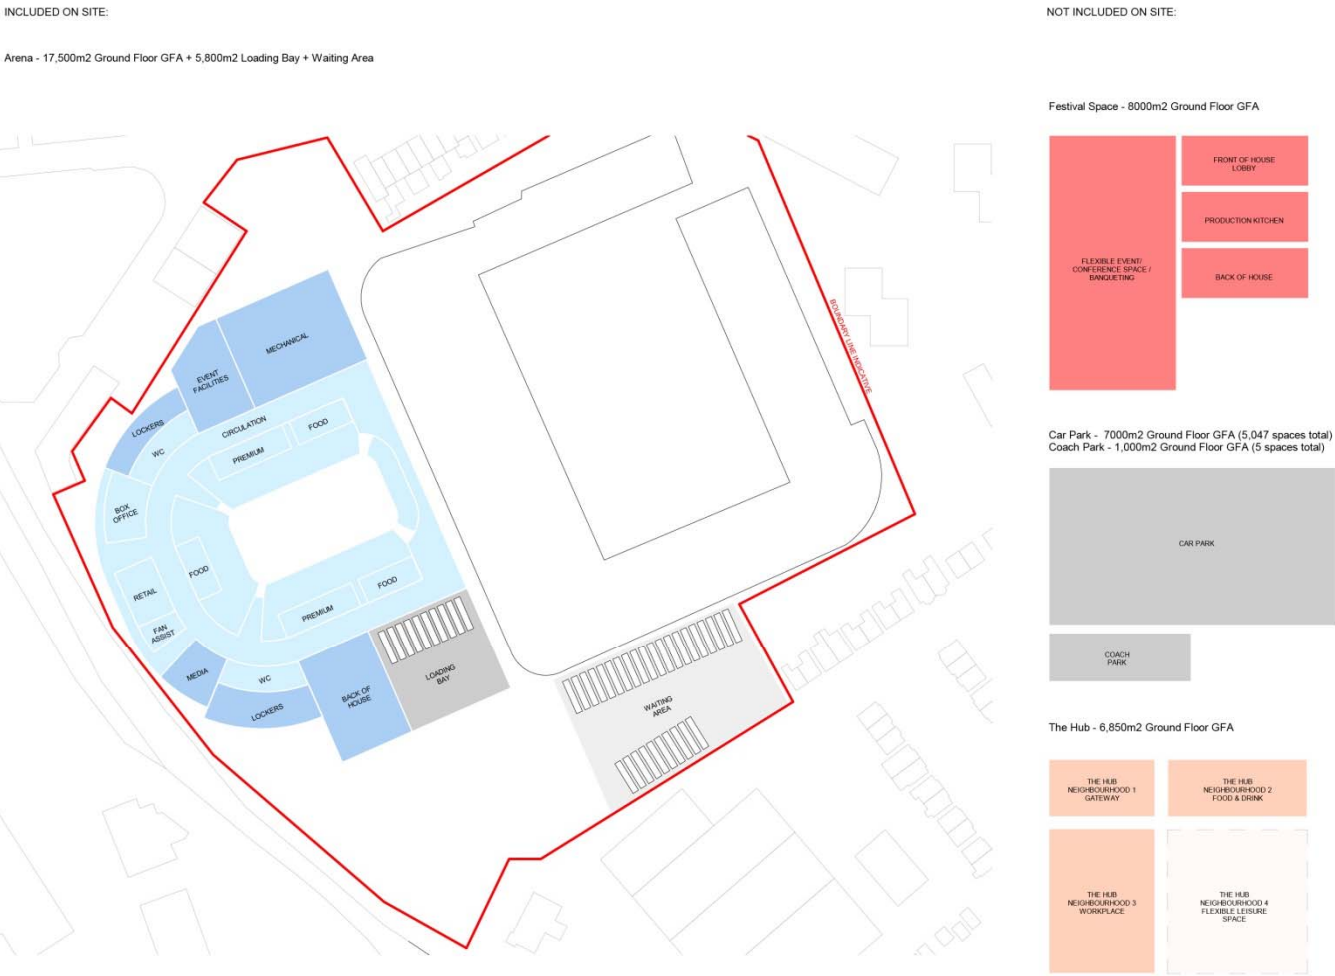 INCLUDED ON SITE:
NOT INCLUDED ON SITE:
Arena - 17,500m2 Ground Floor GFA + 5,800m2 Loading Bay + Waiting Area
MECHANICAL
EVENT
FACILITIES
LOCKERS
WC
CIRCULATION
FOOD
PREMIUM
BOX
OFFICE
FOOD
RETAIL
FAN
ASSIST
FOOD
PREMIUM
MEDIA
WC
LOCKERS
BACK OF
HOUSE
LOADING
BAY
WAITING
AREA
BOUNDARY LINE INDICATIVE
Festival Space - 8000m2 Ground Floor GFA
FLEXIBLE EVENT/
CONFERENCE SPACE /
BANQUETING
FRONT OF HOUSE
LOBBY
PRODUCTION KITCHEN
BACK OF HOUSE
Car Park - 7000m2 Ground Floor GFA (5,047 spaces total)
Coach Park - 1,000m2 Ground Floor GFA (5 spaces total)
CAR PARK
COACH
PARK
The Hub - 6,850m2 Ground Floor GFA
THE HUB
NEIGHBOURHOOD 1
GATEWAY
THE HUB
NEIGHBOURHOOD 2
FOOD & DRINK
THE HUB
NEIGHBOURHOOD 3
WORKPLACE
THE HUB
NEIGHBOURHOOD 4
FLEXIBLE LEISURE
SPACE